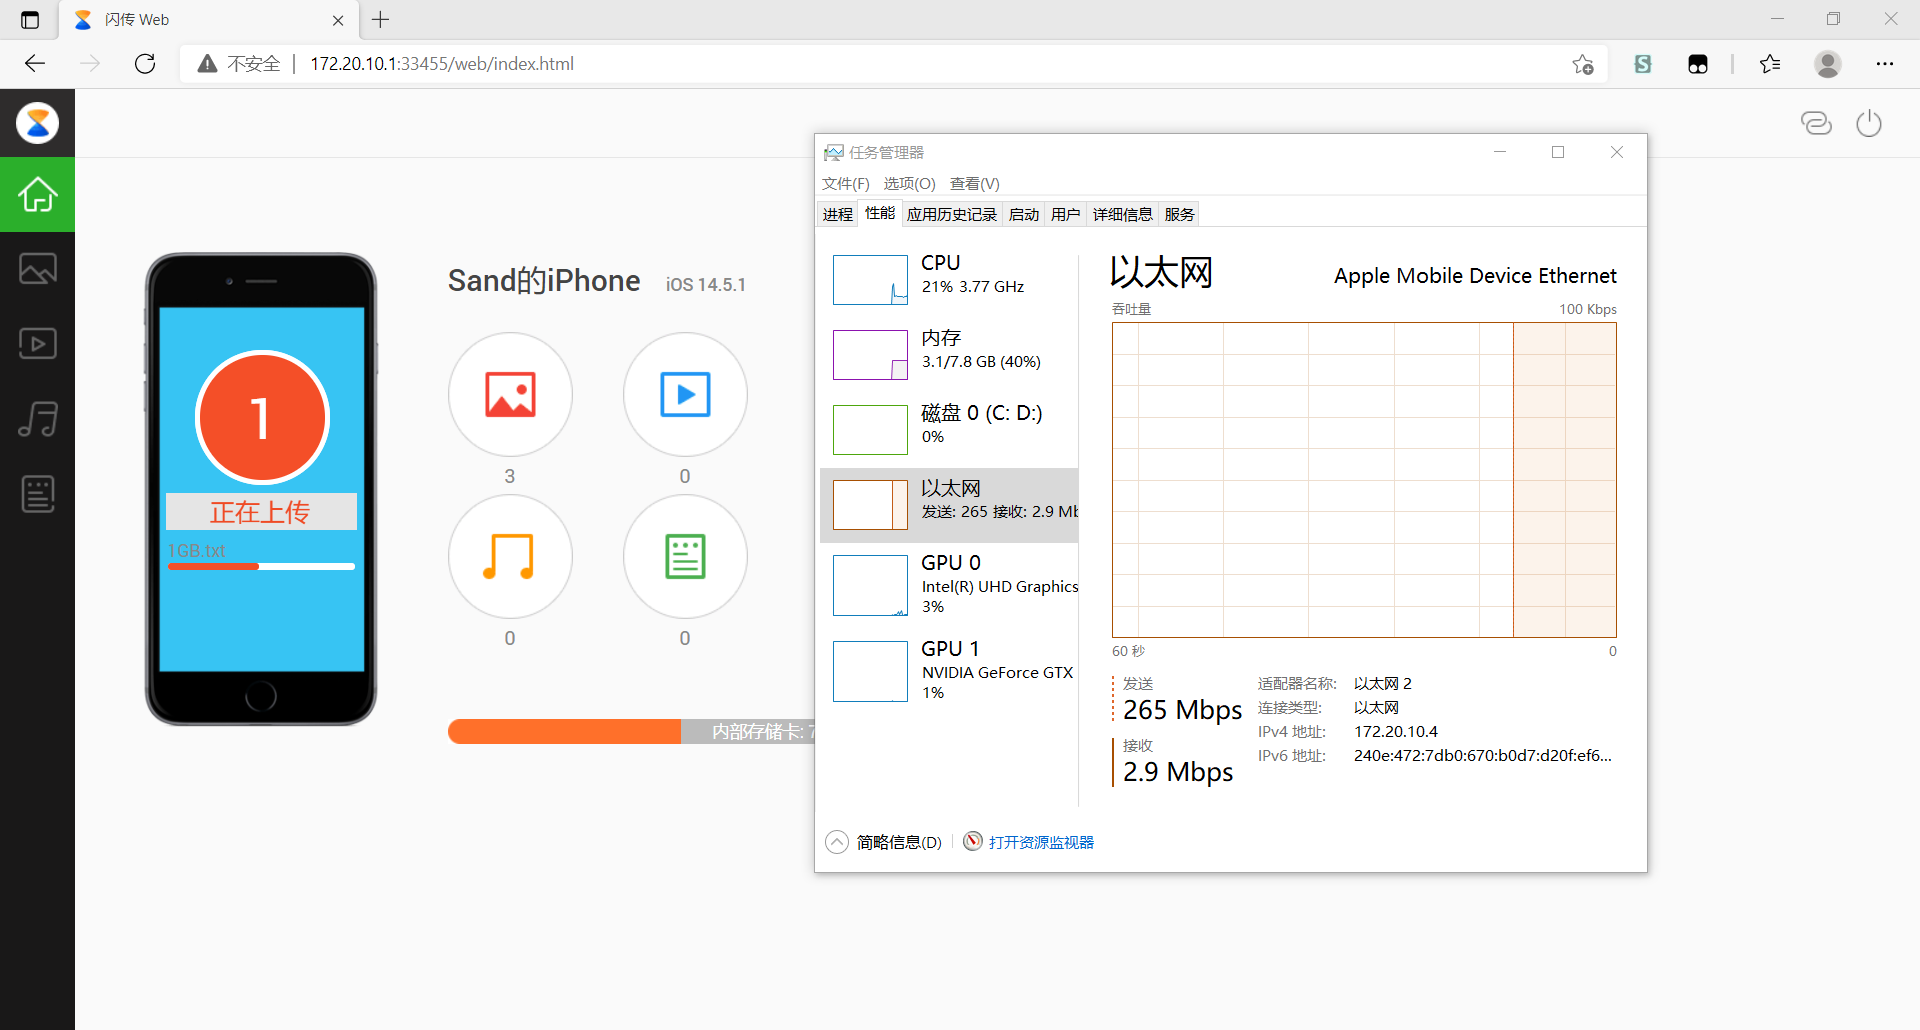 闪传 Web
不安全
172.20.10.1:33455/web/index.html
1
正在上传
1GB.txt
Sand的iPhone iOS 14.5.1
3
0
0
0
内部存储卡: 7
任务管理器
文件(F) 选项(O) 查看(V)
进程 性能 应用历史记录 启动 用户 详细信息 服务
CPU
21% 3.77 GHz
内存
3.1/7.8 GB (40%)
磁盘 0 (C: D:)
0%
以太网
发送: 265 接收: 2.9 Mb
GPU 0
Intel(R) UHD Graphics
3%
GPU 1
NVIDIA GeForce GTX
1%
以太网 Apple Mobile Device Ethernet
吞吐量 100 Kbps
60 秒 0
发送
265 Mbps
接收
2.9 Mbps
适配器名称: 以太网 2
连接类型: 以太网
IPv4 地址: 172.20.10.4
IPv6 地址: 240e:472:7db0:670:b0d7:d20f:ef6...
简略信息(D) 打开资源监视器